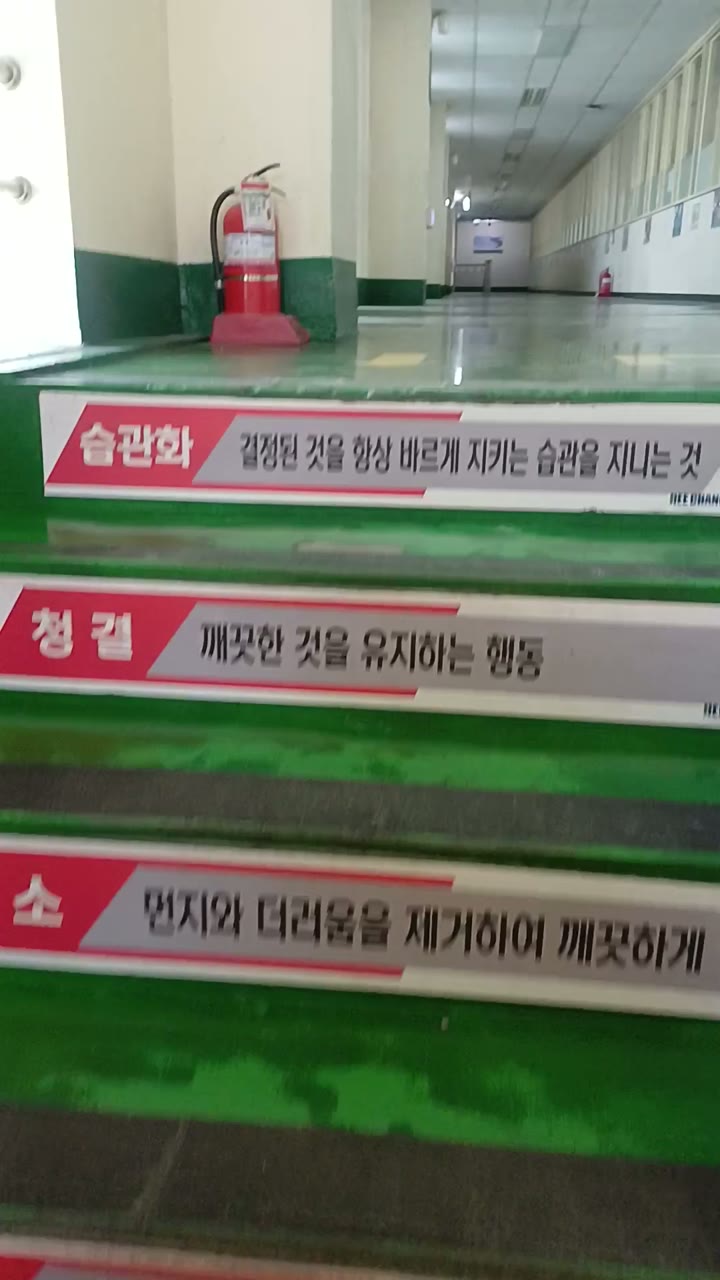 습관화 결정된 것을 항상 바르게 지키는 습관을 지니는 것
청결 깨끗한 것을 유지하는 행동
소 먼지와 더러움을 제거하여 깨끗하게